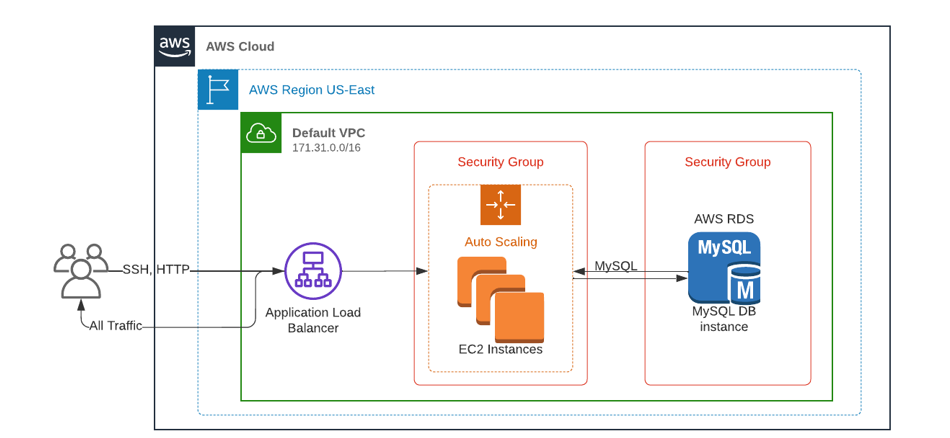 aws
AWS Cloud
AWS Region US-East
Default VPC
171.31.0.0/16
Security Group
Security Group
AWS RDS
Auto Scaling
MySQL
SSH, HTTP
MySQL
M
Application Load
Balancer
MySQL DB
instance
All Traffic
EC2 Instances